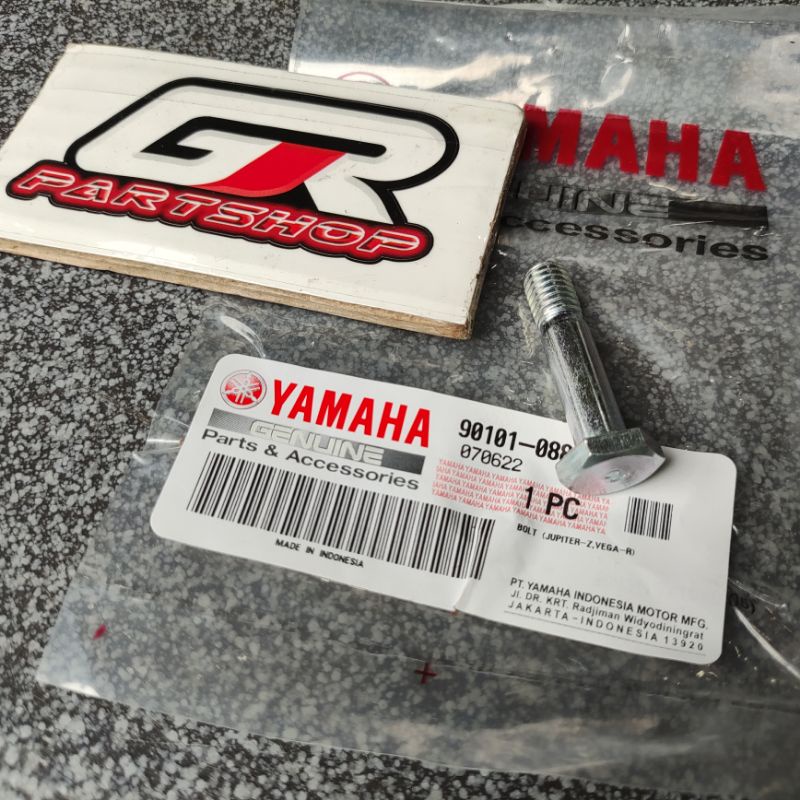 GR
PARTSHOP
YAMAHA
GENUINE
Accessories
YAMAHA
GENUINE
Parts & Accessories
90101-088
070622
1 PC
BOLT (JUPITER-Z,VEGA-R)
MADE IN INDONESIA
PT. YAMAHA INDONESIA MOTOR MFG.
Jl. DR. KRT. Radjiman Widyodiningrat
JAKARTA-INDONESIA 13920